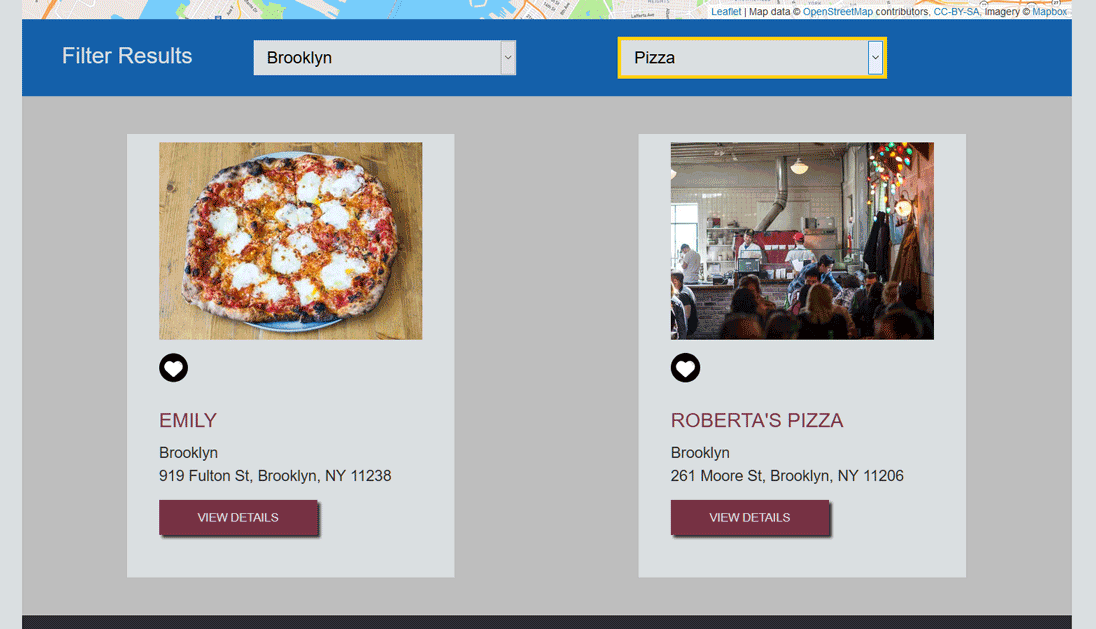 Leaflet | Map data © OpenStreetMap contributors, CC-BY-SA, Imagery © Mapbox
Filter Results
Brooklyn
Pizza
EMILY
Brooklyn
919 Fulton St, Brooklyn, NY 11238
VIEW DETAILS
ROBERTA'S PIZZA
Brooklyn
261 Moore St, Brooklyn, NY 11206
VIEW DETAILS